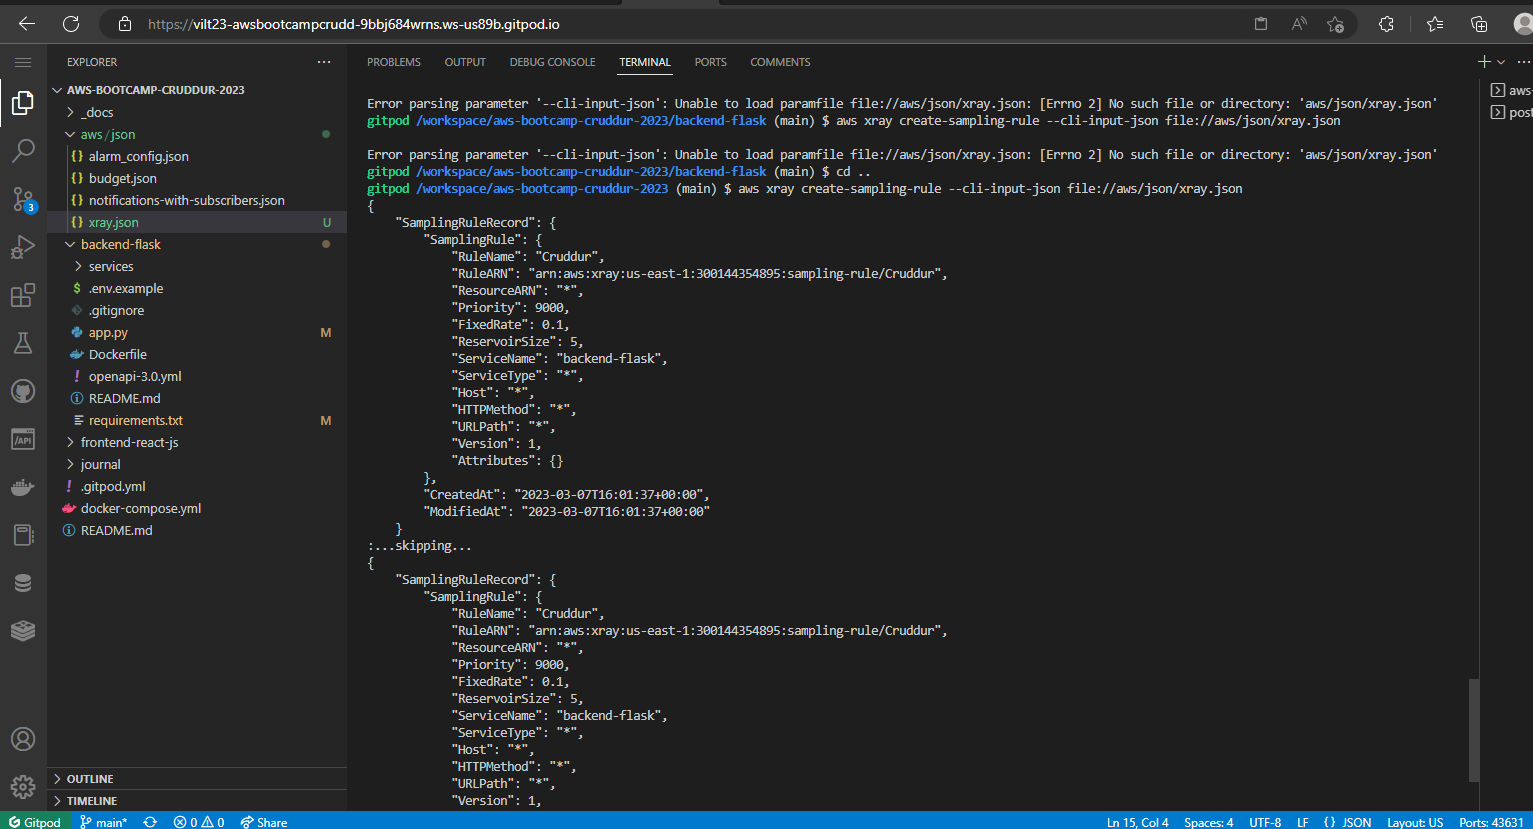 https://vilt23-awsbootcampcrudd-9bbj684wrns.ws-us89b.gitpod.io
EXPLORER
AWS-BOOTCAMP-CRUDDUR-2023
_docs
aws/json
alarm_config.json
budget.json
notifications-with-subscribers.json
xray.json U
backend-flask
services
.env.example
.gitignore
app.py M
Dockerfile
openapi-3.0.yml
README.md
requirements.txt M
frontend-react-js
journal
.gitpod.yml
docker-compose.yml
README.md
OUTLINE
TIMELINE
3
/API
PROBLEMS OUTPUT DEBUG CONSOLE TERMINAL PORTS COMMENTS
Error parsing parameter '--cli-input-json': Unable to load paramfile file://aws/json/xray.json: [Errno 2] No such file or directory: 'aws/json/xray.json'
gitpod /workspace/aws-bootcamp-cruddur-2023/backend-flask (main) $ aws xray create-sampling-rule --cli-input-json file://aws/json/xray.json
Error parsing parameter '--cli-input-json': Unable to load paramfile file://aws/json/xray.json: [Errno 2] No such file or directory: 'aws/json/xray.json'
gitpod /workspace/aws-bootcamp-cruddur-2023/backend-flask (main) $ cd ..
gitpod /workspace/aws-bootcamp-cruddur-2023 (main) $ aws xray create-sampling-rule --cli-input-json file://aws/json/xray.json
{
"SamplingRuleRecord": {
"SamplingRule": {
"RuleName": "Cruddur",
"RuleARN": "arn:aws:xray:us-east-1:300144354895:sampling-rule/Cruddur",
"ResourceARN": "*",
"Priority": 9000,
"FixedRate": 0.1,
"ReservoirSize": 5,
"ServiceName": "backend-flask",
"ServiceType": "*",
"Host": "*",
"HTTPMethod": "*",
"URLPath": "*",
"Version": 1,
"Attributes": {}
},
"CreatedAt": "2023-03-07T16:01:37+00:00",
"ModifiedAt": "2023-03-07T16:01:37+00:00"
}
:...skipping...
{
"SamplingRuleRecord": {
"SamplingRule": {
"RuleName": "Cruddur",
"RuleARN": "arn:aws:xray:us-east-1:300144354895:sampling-rule/Cruddur",
"ResourceARN": "*",
"Priority": 9000,
"FixedRate": 0.1,
"ReservoirSize": 5,
"ServiceName": "backend-flask",
"ServiceType": "*",
"Host": "*",
"HTTPMethod": "*",
"URLPath": "*",
"Version": 1,
aws-
post
Gitpod main* 0 0 Share Ln 15, Col 4 Spaces: 4 UTF-8 LF {} JSON Layout: US Ports: 43631